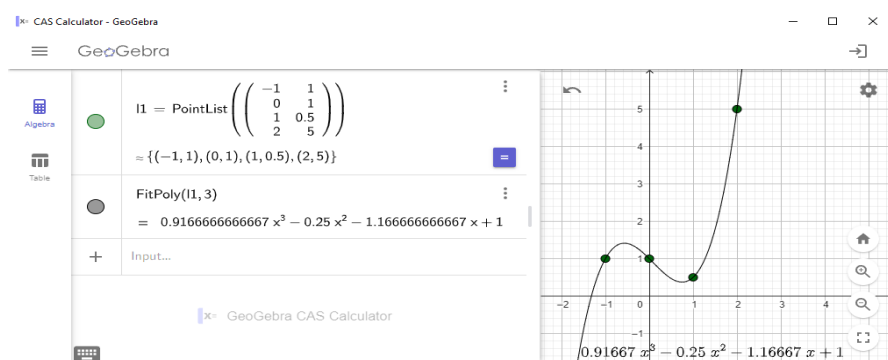 CAS Calculator - GeoGebra
GeoGebra
Algebra
Table
l1 = PointList((
−1 1
0 1
1 0.5
2 5
))
≈ {(−1, 1), (0, 1), (1, 0.5), (2, 5)}
=
FitPoly(l1, 3)
= 0.9166666666667 x³ − 0.25 x² − 1.166666666667 x + 1
+ Input...
GeoGebra CAS Calculator
5
4
3
2
1
−2 −1 0 1 2 3 4
−1
0.91667 x³ − 0.25 x² − 1.16667 x + 1